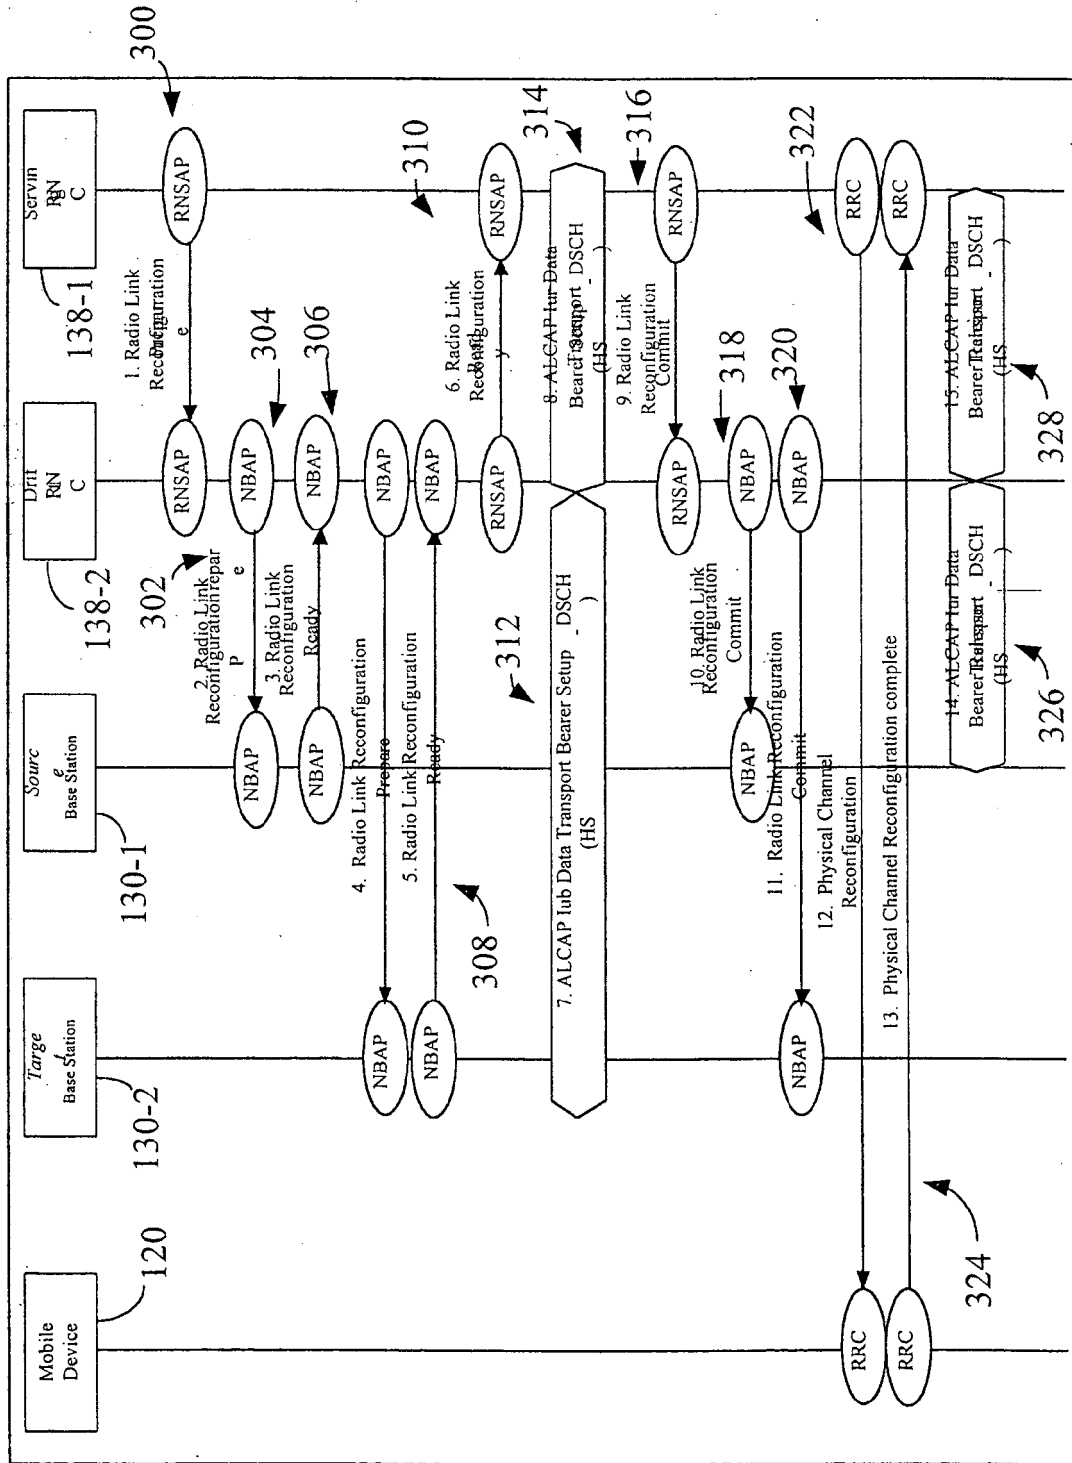 Mobile
Device
120
Targe
t
Base Station
130-2
Sourc
e
Base Station
130-1
Drift
RN
C
138-2
Servin
g
RN
C
138-1
300
RNSAP
1. Radio Link
Reconfiguration
Prepar
e
RNSAP
302
NBAP
2. Radio Link
Reconfiguration
Prepar
e
NBAP
304
NBAP
3. Radio Link
Reconfiguration
Ready
NBAP
306
NBAP
4. Radio Link Reconfiguration
Prepare
NBAP
NBAP
5. Radio Link Reconfiguration
Ready
NBAP
308
RNSAP
6. Radio Link
Reconfiguration
Read
y
RNSAP
310
312
7. ALCAP Iub Data Transport Bearer Setup
(HS
_ DSCH
)
8. ALCAP Iur Data
Transport
Bearer Setup
(HS
_ DSCH
)
314
RNSAP
9. Radio Link
Reconfiguration
Commit
RNSAP
316
NBAP
10. Radio Link
Reconfiguration
Commit
NBAP
318
NBAP
11. Radio Link Reconfiguration
Commit
NBAP
320
RRC
12. Physical Channel
Reconfiguration
RRC
322
RRC
13. Physical Channel Reconfiguration complete
RRC
324
14. ALCAP Iur Data
Transport
Bearer Release
(HS
_ DSCH
)
326
15. ALCAP Iur Data
Transport
Bearer Release
(HS
_ DSCH
)
328